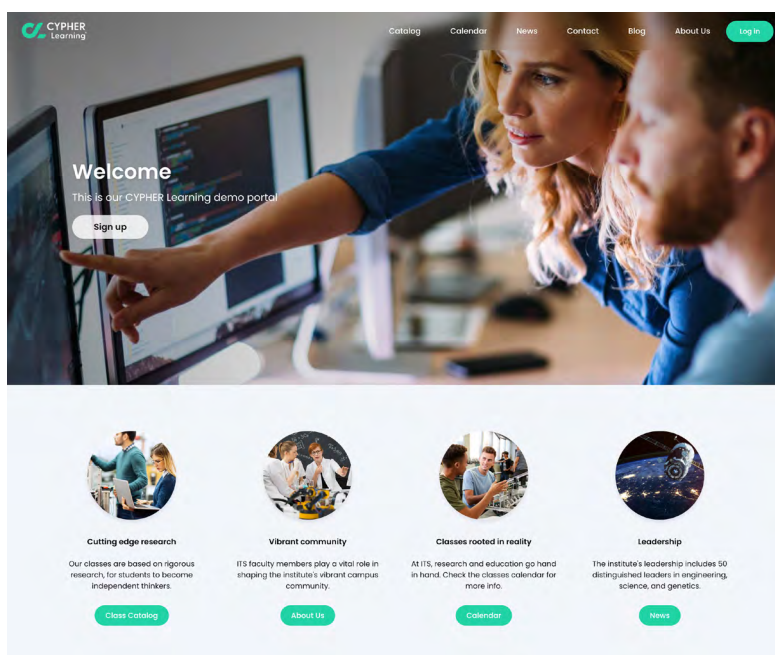 CYPHER
Learning
Catalog
Calendar
News
Contact
Blog
About Us
Log in
Welcome
This is our CYPHER Learning demo portal
Sign up
Cutting edge research
Our classes are based on rigorous
research, for students to become
independent thinkers.
Class Catalog
Vibrant community
ITS faculty members play a vital role in
shaping the institute's vibrant campus
community.
About Us
Classes rooted in reality
At ITS, research and education go hand
in hand. Check the classes calendar for
more info.
Calendar
Leadership
The institute's leadership includes 50
distinguished leaders in engineering,
science, and genetics.
News